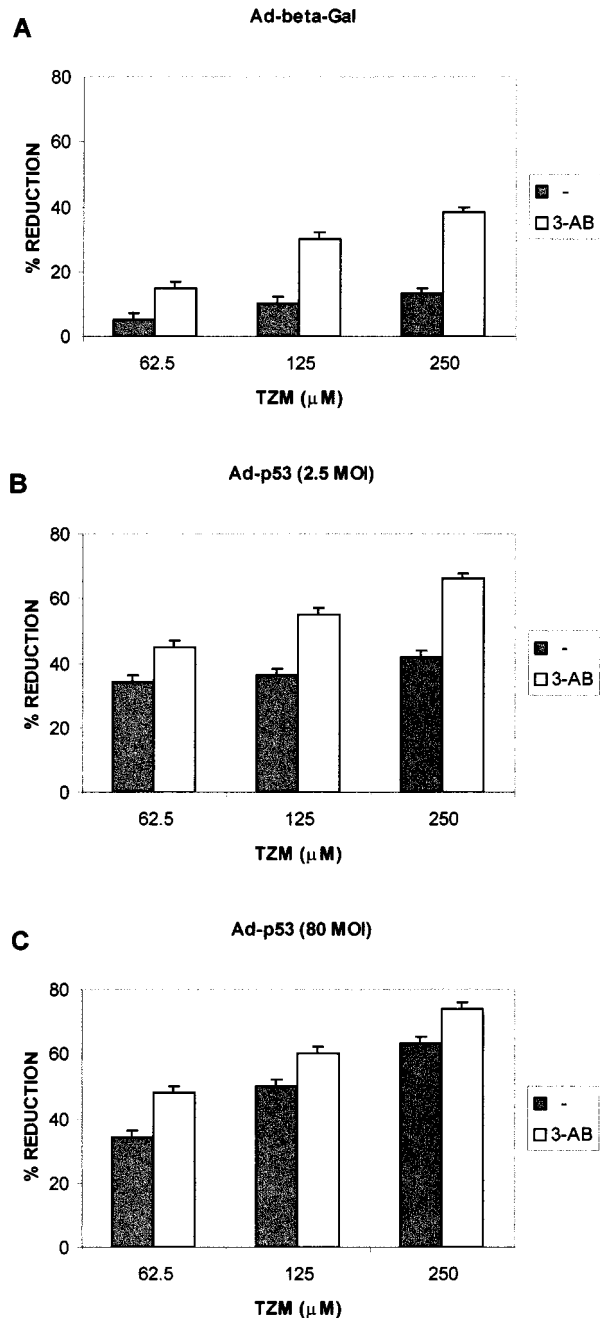 A
Ad-beta-Gal
80
60
40
20
0
% REDUCTION
62.5 125 250
TZM (µM)
-
3-AB
B
Ad-p53 (2.5 MOI)
80
60
40
20
0
% REDUCTION
62.5 125 250
TZM (µM)
-
3-AB
C
Ad-p53 (80 MOI)
80
60
40
20
0
% REDUCTION
62.5 125 250
TZM (µM)
-
3-AB